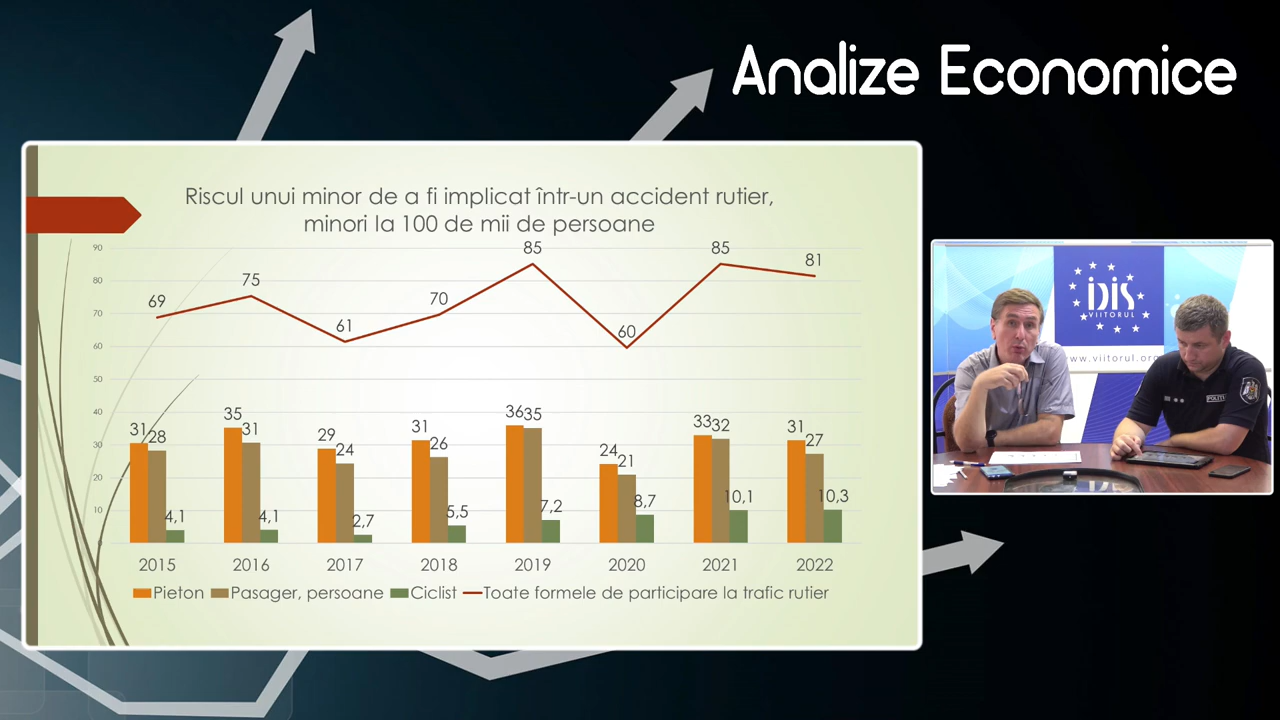 Analize Economice
Riscul unui minor de a fi implicat într-un accident rutier,
minori la 100 de mii de persoane
90
80
70
60
50
40
30
20
10
0
69
75
61
70
85
60
85
81
31 28 4,1
35 31 4,1
29 24 2,7
31 26 5,5
36 35 7,2
24 21 8,7
33 32 10,1
31 27 10,3
2015 2016 2017 2018 2019 2020 2021 2022
Pieton Pasager, persoane Ciclist Toate formele de participare la trafic rutier
IDIS
VIITORUL
www.viitorul.org